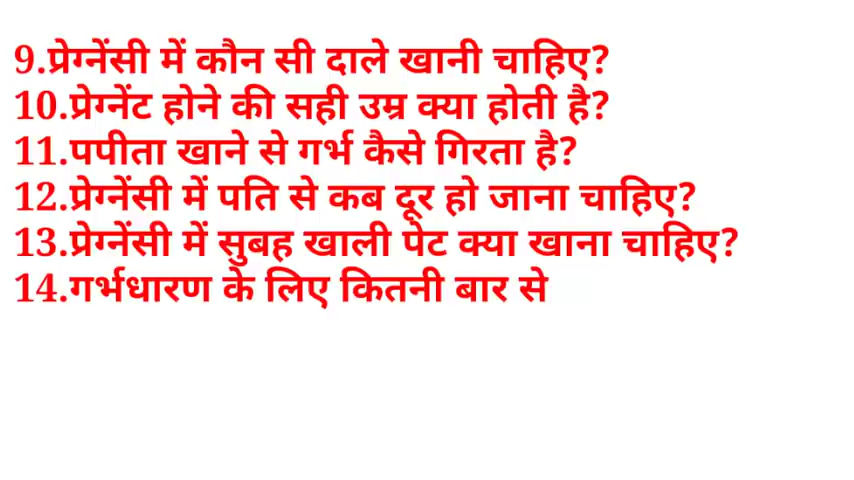 9.प्रेग्नेंसी में कौन सी दाले खानी चाहिए?
10.प्रेग्नेंट होने की सही उम्र क्या होती है?
11.पपीता खाने से गर्भ कैसे गिरता है?
12.प्रेग्नेंसी में पति से कब दूर हो जाना चाहिए?
13.प्रेग्नेंसी में सुबह खाली पेट क्या खाना चाहिए?
14.गर्भधारण के लिए कितनी बार से